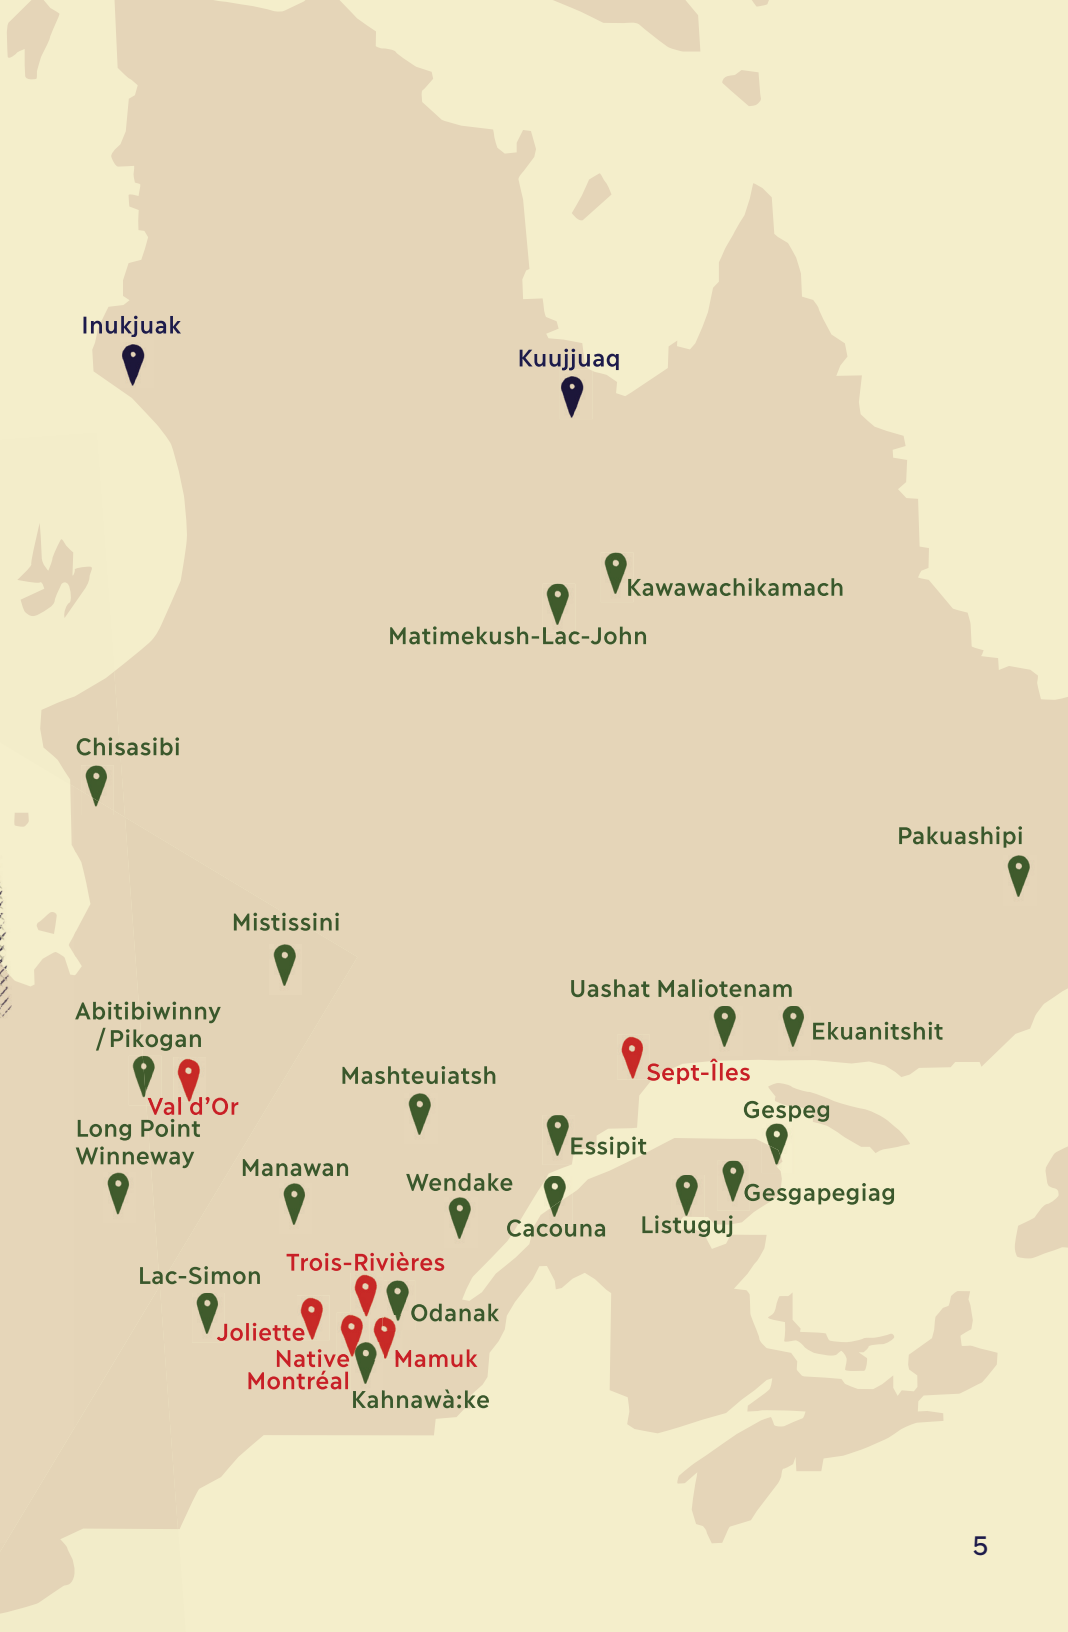 Inukjuak
Kuujjuaq
Kawawachikamach
Matimekush-Lac-John
Chisasibi
Pakuashipi
Mistissini
Uashat Maliotenam
Abitibiwinny
/Pikogan
Ekuanitshit
Sept-Îles
Mashteuiatsh
Val d’Or
Gespeg
Long Point
Winneway
Essipit
Manawan
Wendake
Gesgapegiag
Cacouna
Listuguj
Trois-Rivières
Lac-Simon
Odanak
Joliette
Native
Montréal
Mamuk
Kahnawà:ke
5